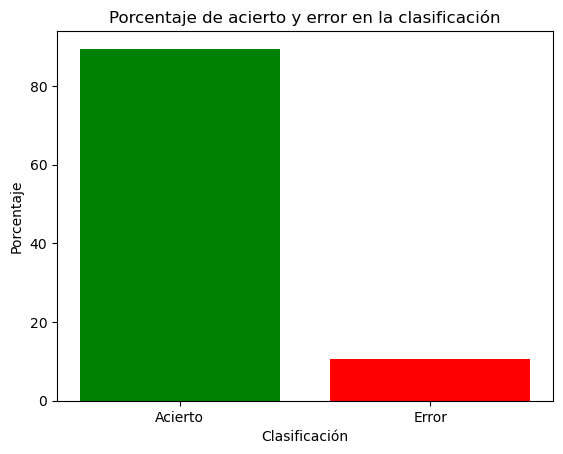 Porcentaje de acierto y error en la clasificación
80
60
40
20
0
Porcentaje
Acierto
Error
Clasificación